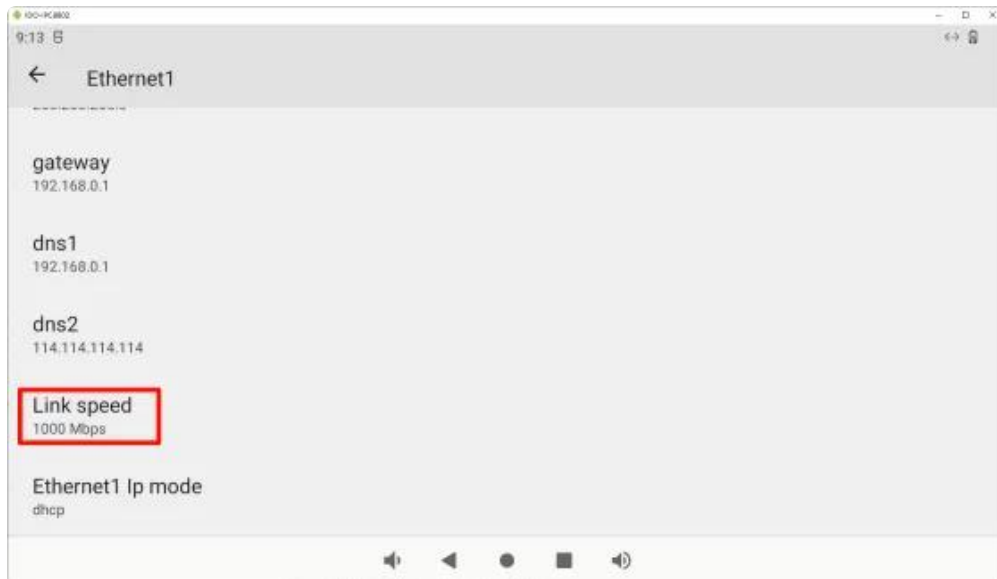 9:13
Ethernet1
gateway
192.168.0.1
dns1
192.168.0.1
dns2
114.114.114.114
Link speed
1000 Mbps
Ethernet1 Ip mode
dhcp